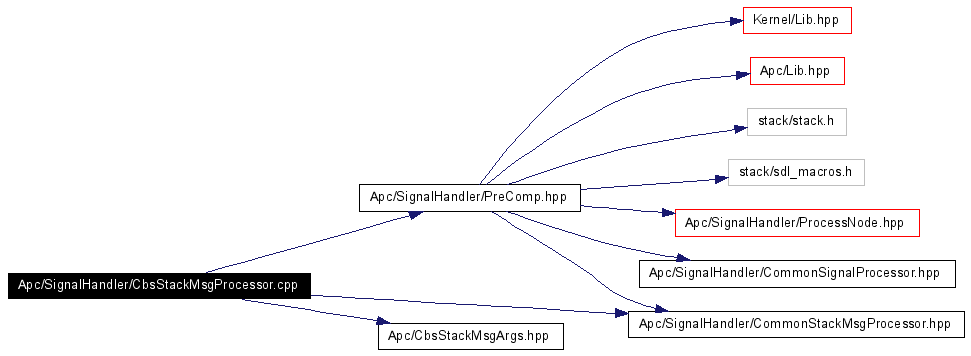 Kernel/Lib.hpp
Apc/Lib.hpp
stack/stack.h
stack/sdl_macros.h
Apc/SignalHandler/PreComp.hpp
Apc/SignalHandler/ProcessNode.hpp
Apc/SignalHandler/CommonSignalProcessor.hpp
Apc/SignalHandler/CbsStackMsgProcessor.cpp
Apc/SignalHandler/CommonStackMsgProcessor.hpp
Apc/CbsStackMsgArgs.hpp